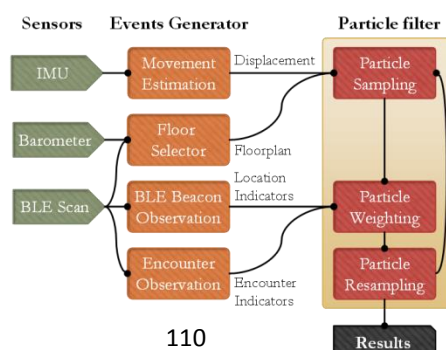 Sensors
Events Generator
Particle filter
IMU
Movement
Estimation
Displacement
Particle
Sampling
Barometer
Floor
Selector
Floorplan
BLE Scan
BLE Beacon
Observation
Location
Indicators
Particle
Weighting
Encounter
Observation
Encounter
Indicators
Particle
Resampling
110
Results